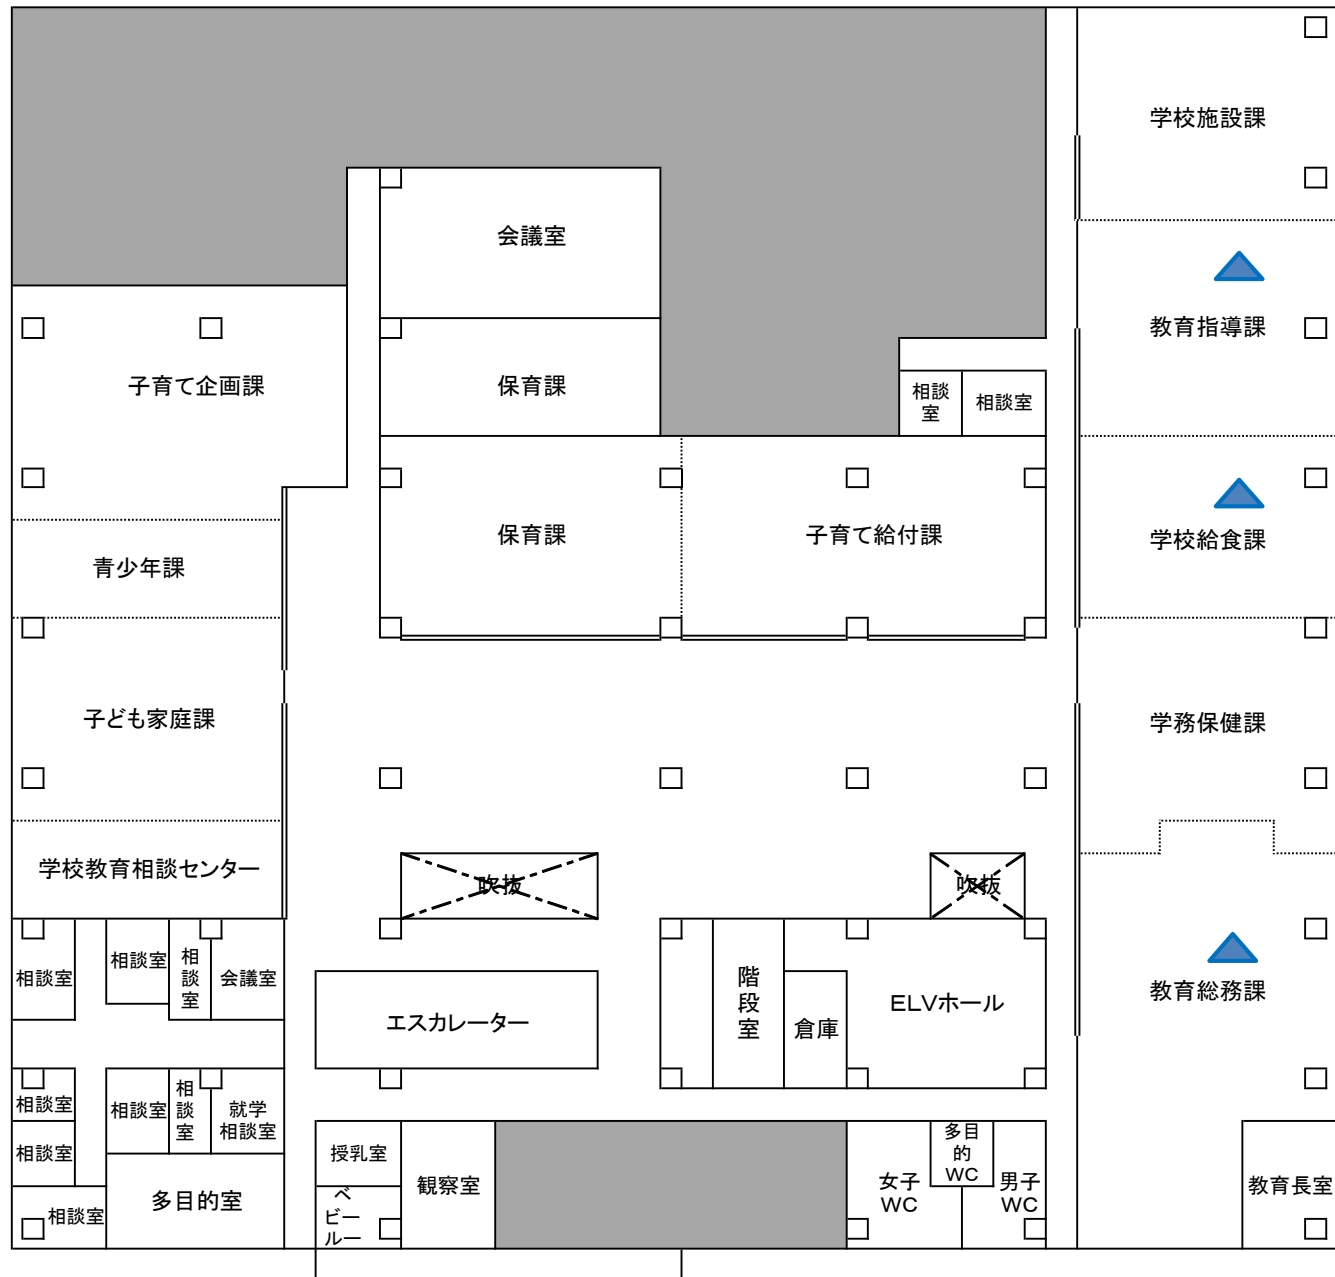 学校施設課
会議室
教育指導課
子育て企画課
保育課
相談
室
相談室
保育課
子育て給付課
学校給食課
青少年課
子ども家庭課
学務保健課
学校教育相談センター
吹抜
吹抜
相談室
相談室
相
談
室
会議室
エスカレーター
階
段
室
倉庫
ELVホール
教育総務課
相談室
相談室
相
談
室
就学
相談室
相談室
相談室
多目的室
授乳室
ベ
ビー
ルー
観察室
女子
WC
多目
的
WC
男子
WC
教育長室